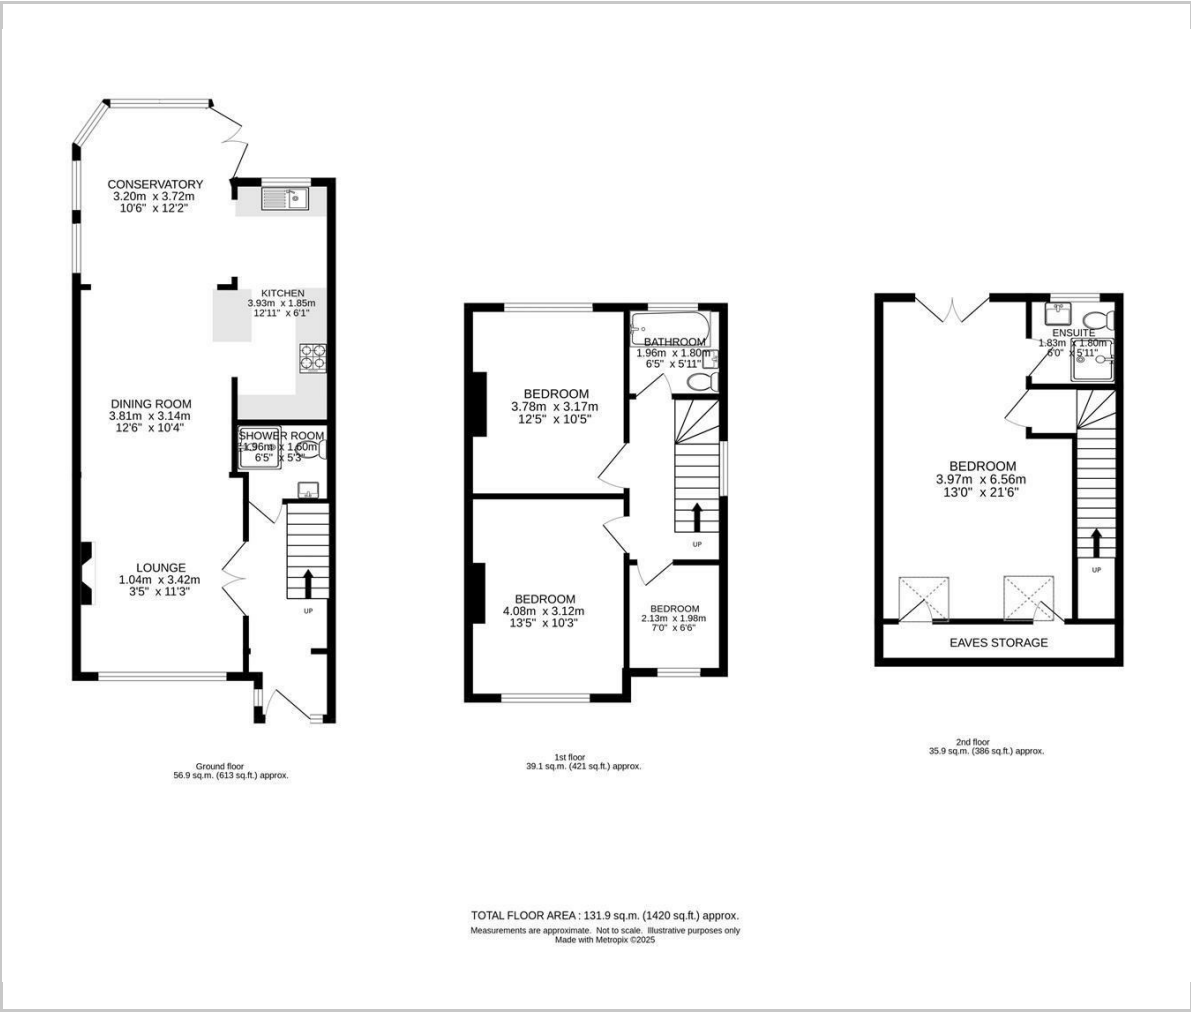 CONSERVATORY
3.20m x 3.72m
10'6" x 12'2"
KITCHEN
3.93m x 1.85m
12'11" x 6'1"
DINING ROOM
3.81m x 3.14m
12'6" x 10'4"
SHOWER ROOM
1.96m x 1.60m
6'5" x 5'3"
LOUNGE
1.04m x 3.42m
3'5" x 11'3"
UP
Ground floor
56.9 sq.m. (613 sq.ft.) approx.
BATHROOM
1.96m x 1.80m
6'5" x 5'11"
BEDROOM
3.78m x 3.17m
12'5" x 10'5"
UP
BEDROOM
4.08m x 3.12m
13'5" x 10'3"
BEDROOM
2.13m x 1.98m
7'0" x 6'6"
1st floor
39.1 sq.m. (421 sq.ft.) approx.
ENSUITE
1.83m x 1.80m
6'0" x 5'11"
BEDROOM
3.97m x 6.56m
13'0" x 21'6"
UP
EAVES STORAGE
2nd floor
35.9 sq.m. (386 sq.ft.) approx.
TOTAL FLOOR AREA : 131.9 sq.m. (1420 sq.ft.) approx.
Measurements are approximate. Not to scale. Illustrative purposes only
Made with Metropix ©2025